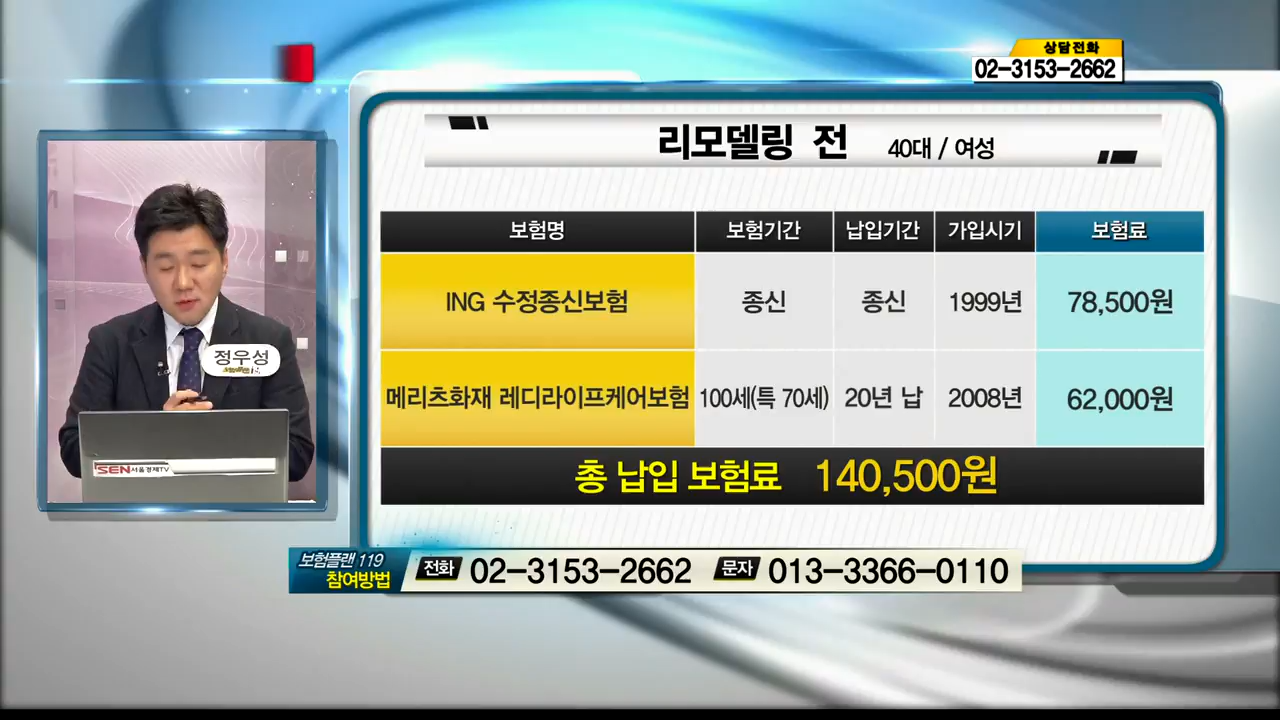 상담전화
02-3153-2662
리모델링 전 40대 / 여성
보험명 보험기간 납입기간 가입시기 보험료
ING 수정종신보험 종신 종신 1999년 78,500원
메리츠화재 레디라이프케어보험 100세(특 70세) 20년 납 2008년 62,000원
총 납입 보험료 140,500원
정우성
SEN 서울경제TV
보험플랜 119
참여방법
전화 02-3153-2662 문자 013-3366-0110